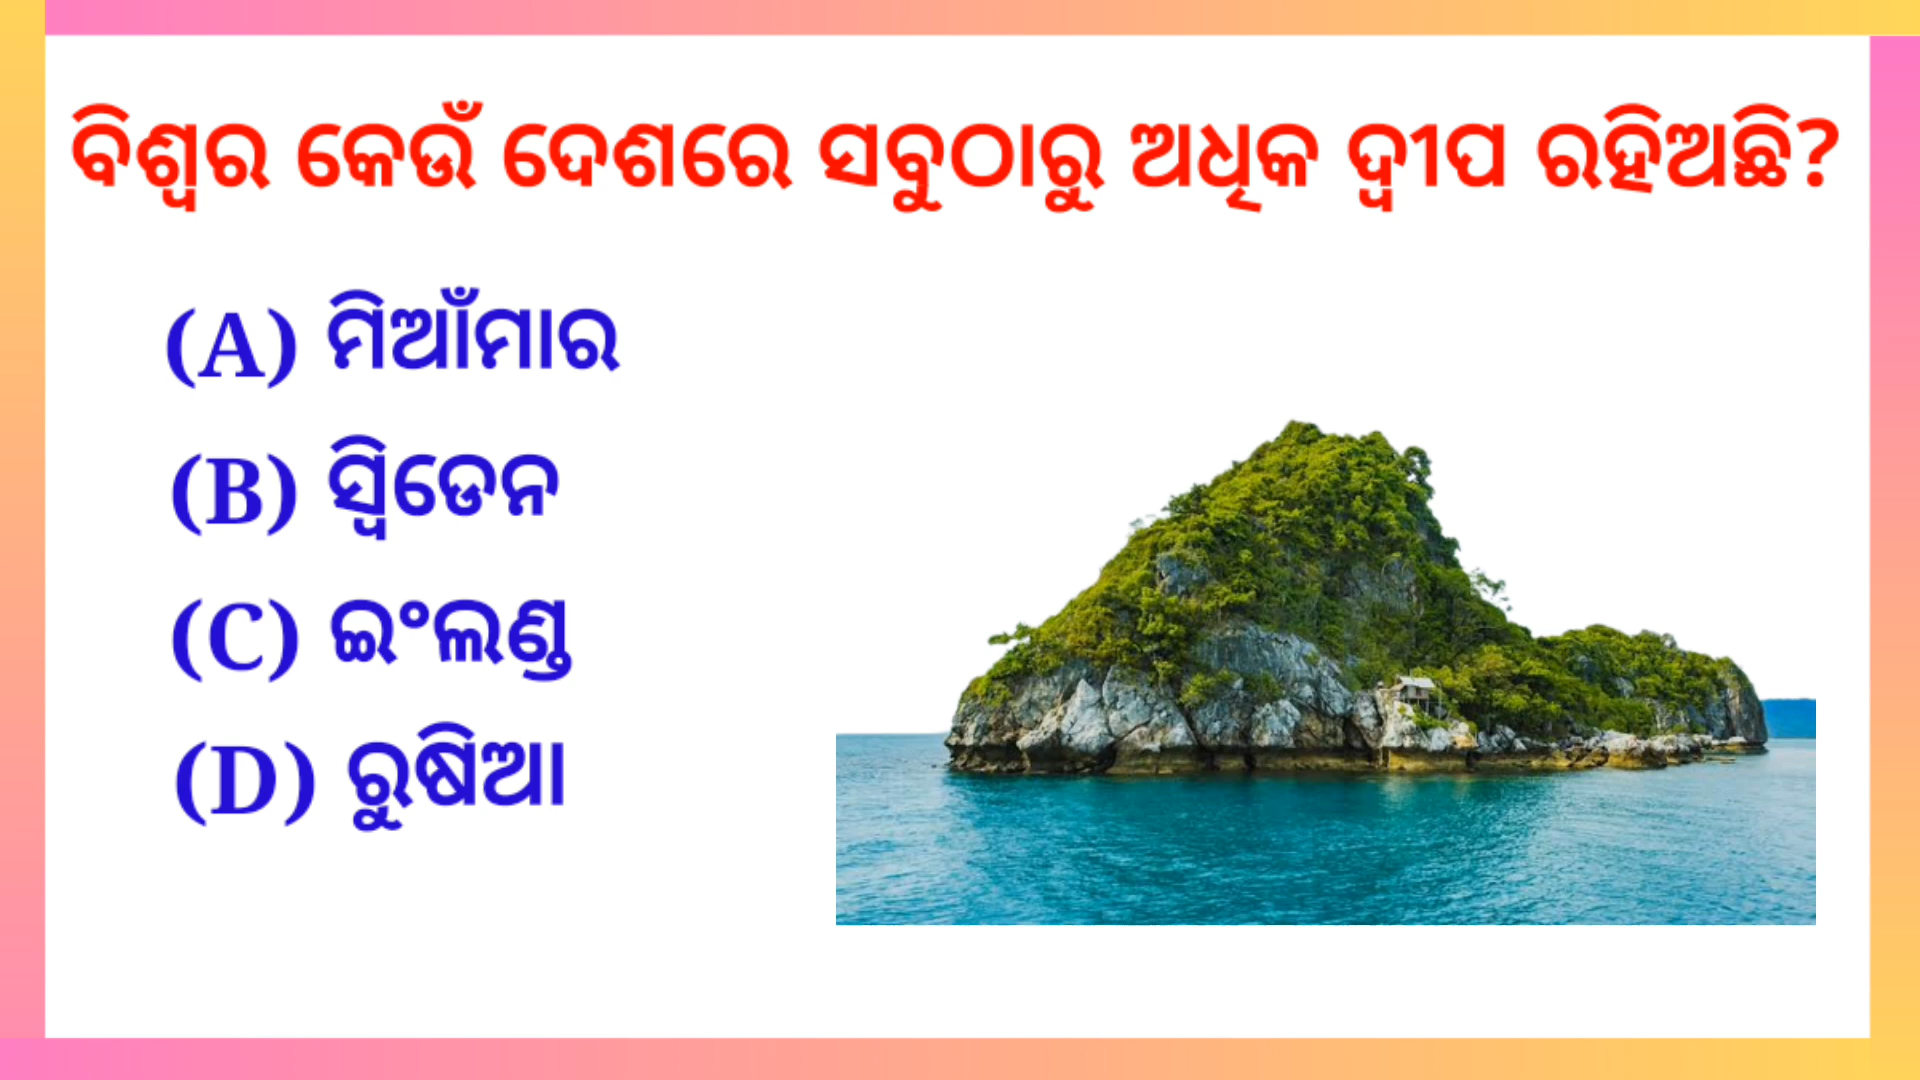 ବିଶ୍ୱର କେଉଁ ଦେଶରେ ସବୁଠାରୁ ଅଧିକ ଦ୍ୱୀପ ରହିଅଛି?
(A) ମିଆଁମାର
(B) ସ୍ୱିଡେନ
(C) ଇଂଲଣ୍ଡ
(D) ରୁଷିଆ